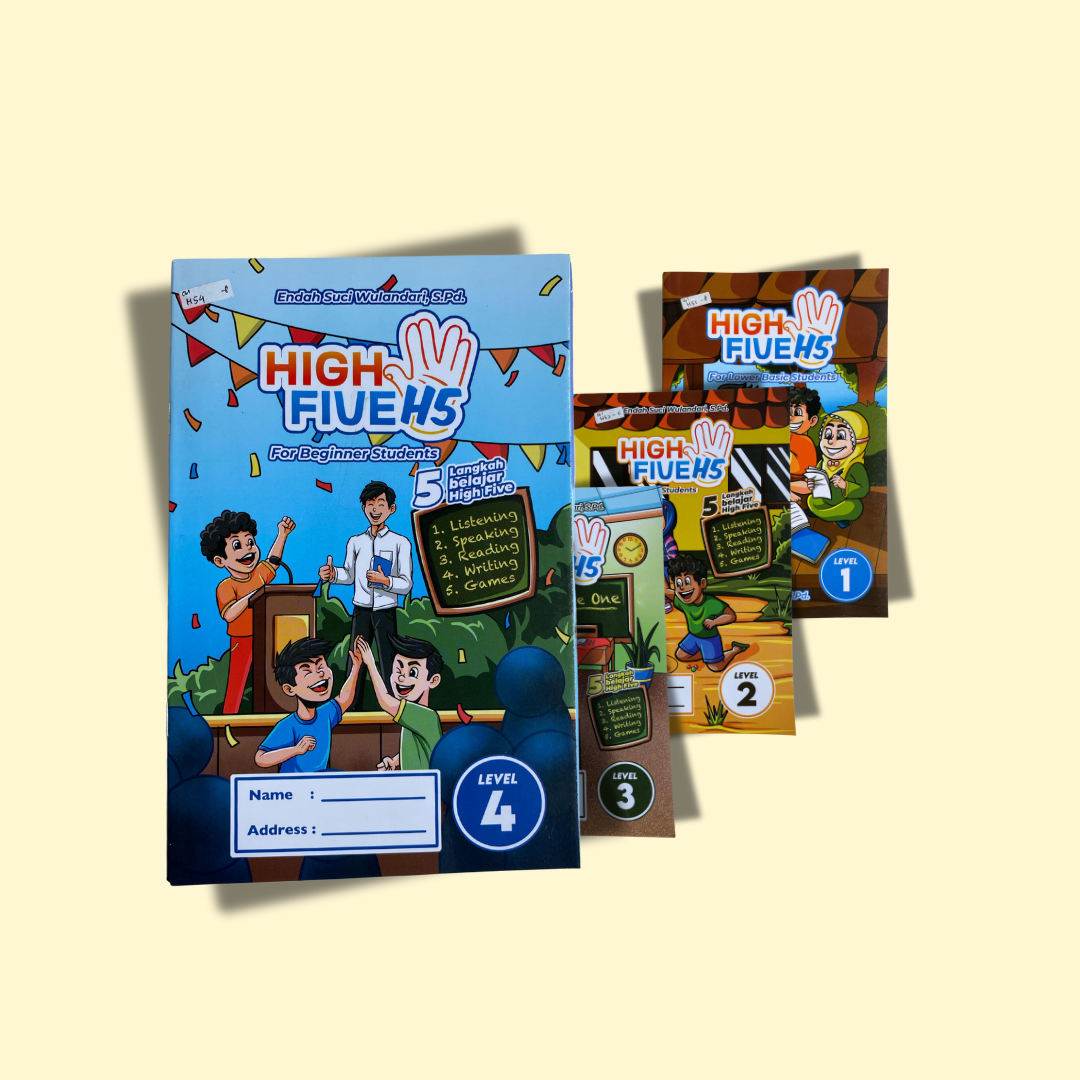 H54
Endah Suci Wulandari, S.Pd.
HIGH
FIVE H5
For Beginner Students
5 Langkah
belajar
High Five
1. Listening
2. Speaking
3. Reading
4. Writing
5. Games
Name :
Address :
LEVEL
4
ri, S.Pd.
H5
e One
5 Langkah
belajar
High Five
1. Listening
2. Speaking
3. Reading
4. Writing
5. Games
LEVEL
3
Endah Suci Wulandari, S.Pd.
HIGH
FIVE H5
Students
5 Langkah
belajar
High Five
1. Listening
2. Speaking
3. Reading
4. Writing
5. Games
LEVEL
2
HIGH
FIVE H5
For Lower Basic Students
LEVEL
1
S.Pd.